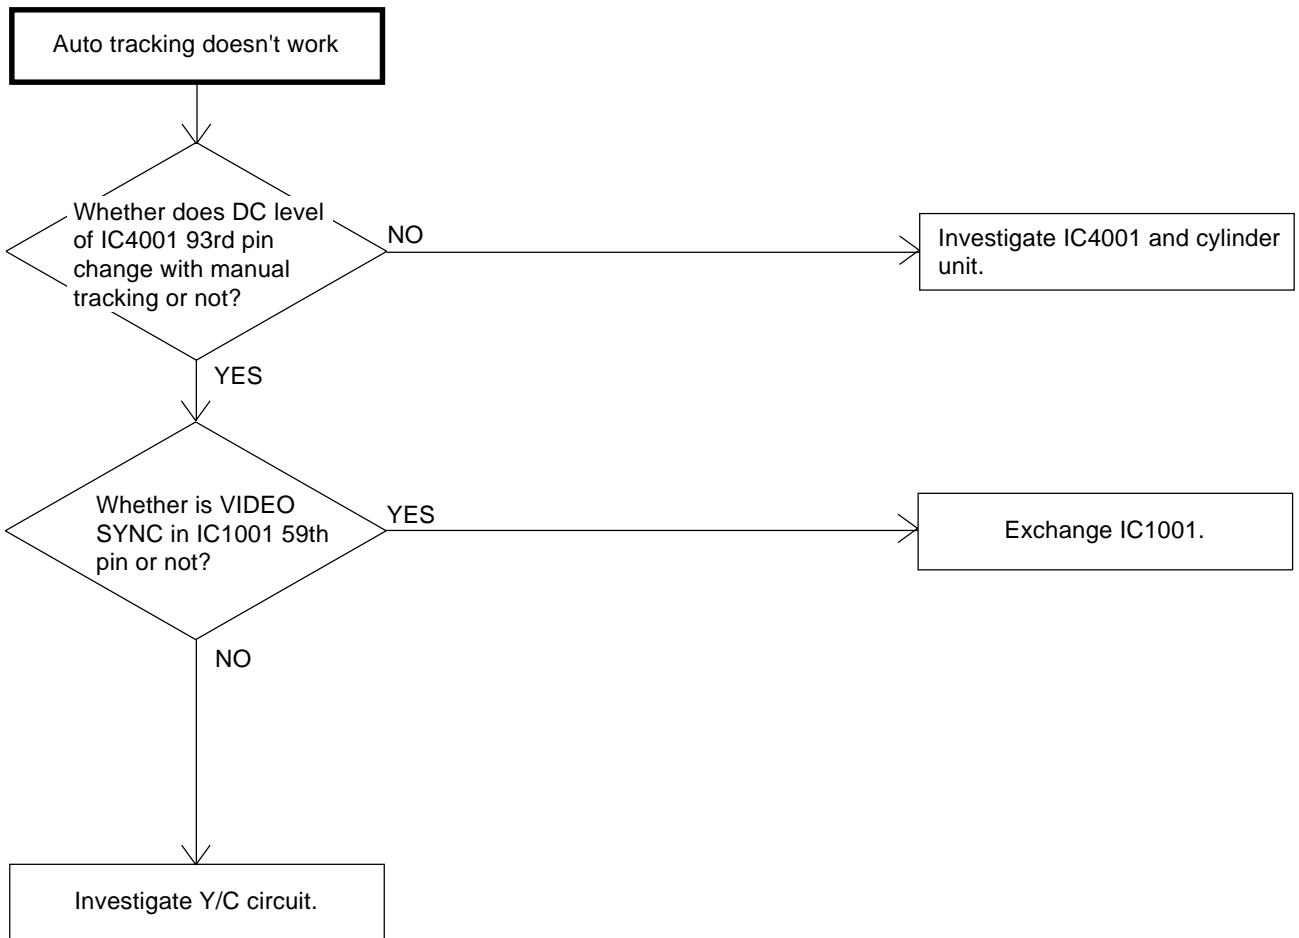 Auto tracking doesn't work
Whether does DC level
of IC4001 93rd pin
change with manual
tracking or not?
NO
Investigate IC4001 and cylinder
unit.
YES
Whether is VIDEO
SYNC in IC1001 59th
pin or not?
YES
Exchange IC1001.
NO
Investigate Y/C circuit.